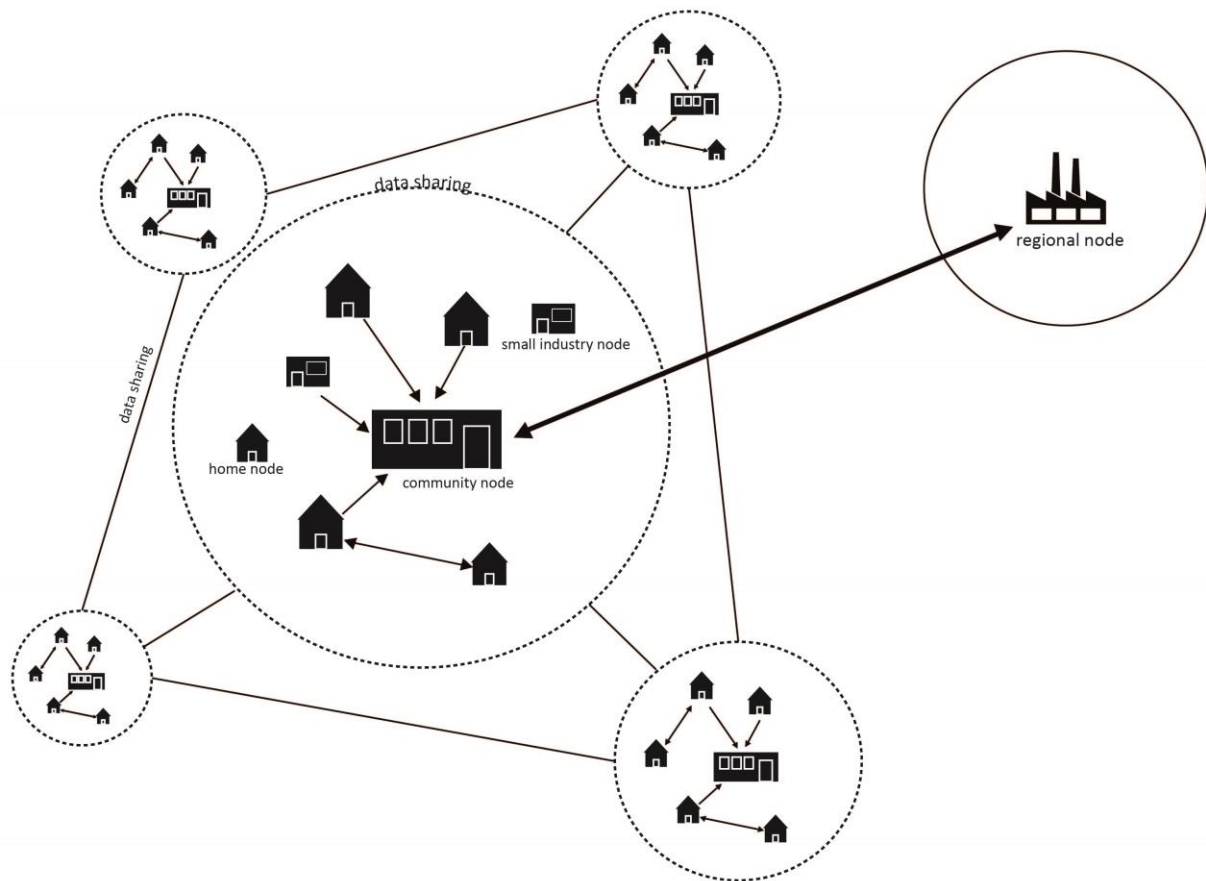 data sharing
regional node
small industry node
data sharing
home node
community node